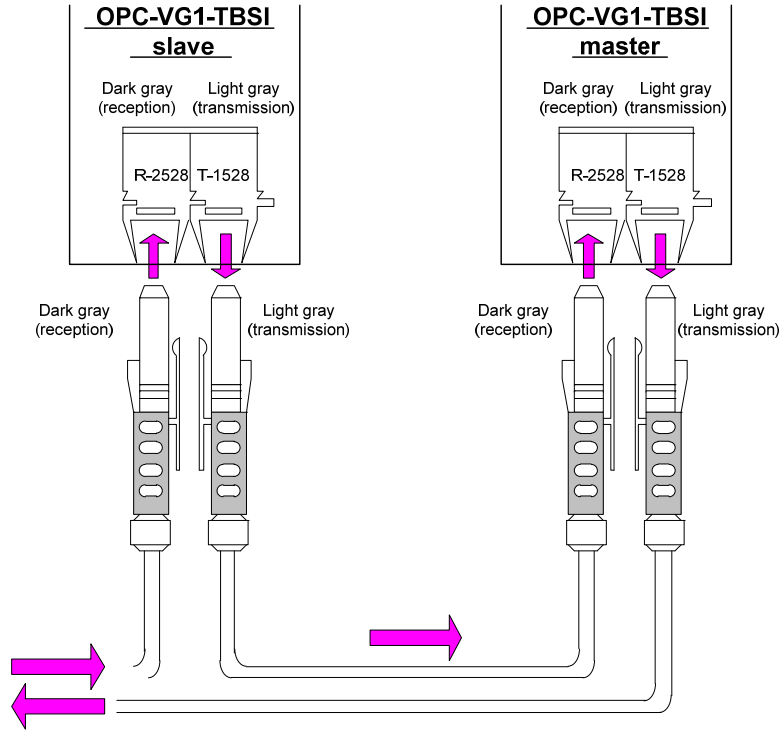 OPC-VG1-TBSI
slave
Dark gray
(reception)
Light gray
(transmission)
R-2528
T-1528
Dark gray
(reception)
Light gray
(transmission)
OPC-VG1-TBSI
master
Dark gray
(reception)
Light gray
(transmission)
R-2528
T-1528
Dark gray
(reception)
Light gray
(transmission)